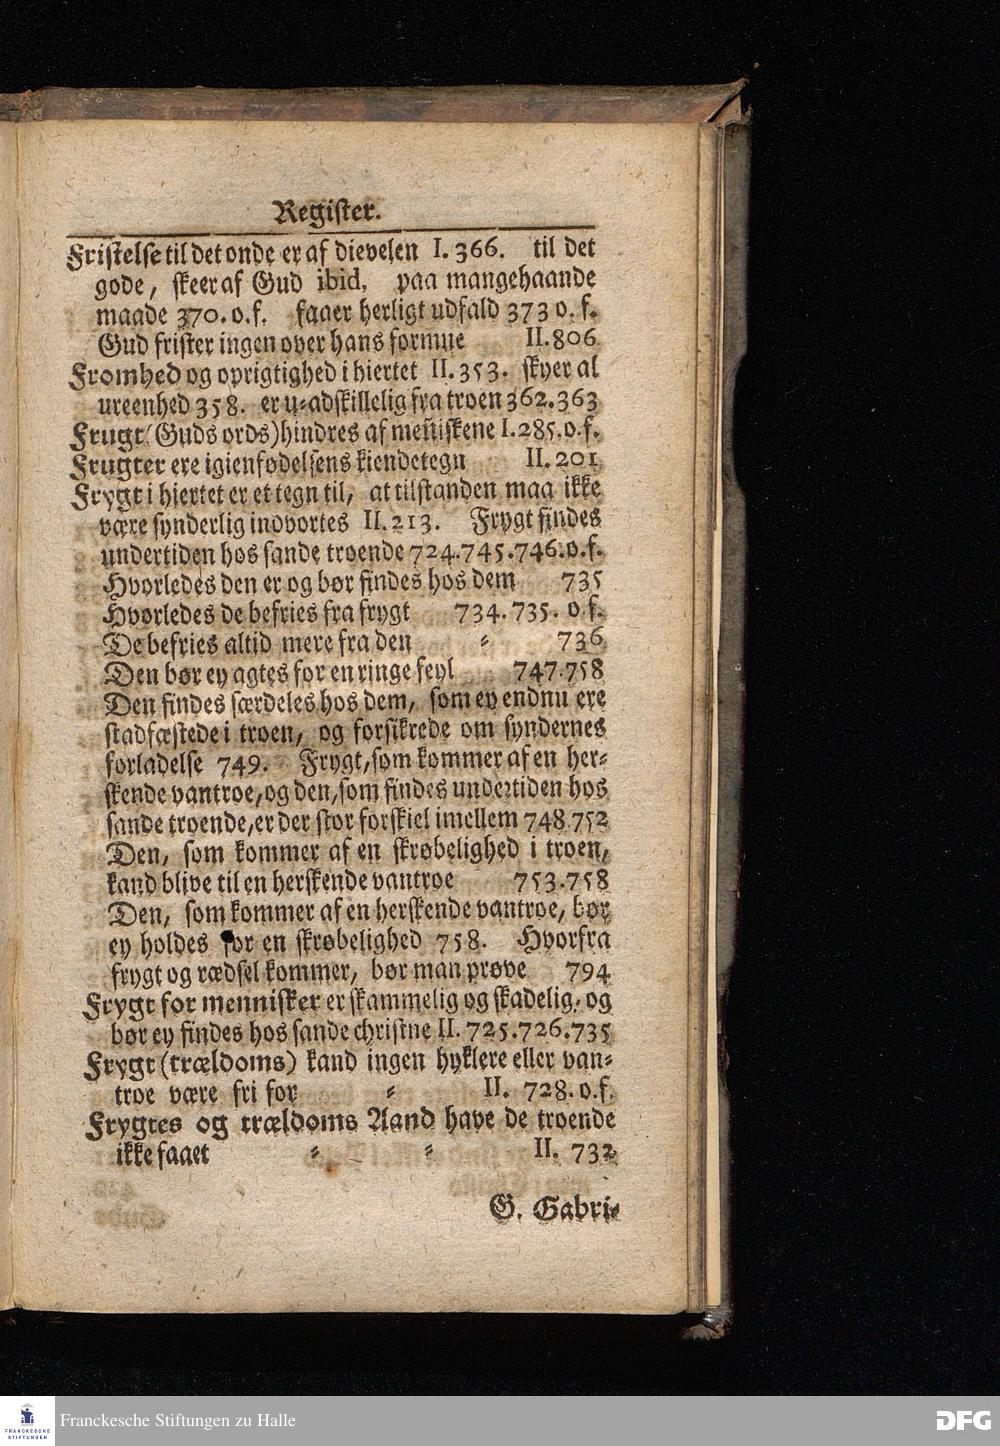 Register.
Fristelse til det onde er af dievelen I. 366. til det
gode, skeer af Gud ibid. paa mangehaande
maade 370. o. f. faaer herligt udfald 373 o. f.
Gud frister ingen over hans formue II. 806
Fromhed og oprigtighed i hiertet II. 353. skyer al
ureenhed 358. er u-adskillelig fra troen 362. 363
Frugt (Guds ords) hindres af meñiskene I. 285. o. f.
Frugter ere igienfødelsens kiendetegn II. 201
Frygt i hiertet er et tegn til, at tilstanden maa ikke
være synderlig indvortes II. 213. Frygt findes
undertiden hos sande troende 724. 745. 746. o. f.
Hvorledes den er og bør findes hos dem 735
Hvorledes de befries fra frygt 734. 735. o. f.
De befries altid mere fra den - 736
Den bør ey agtes for en ringe feyl 747. 758
Den findes særdeles hos dem, som ey endnu ere
stadfæstede i troen, og forsikrede om syndernes
forladelse 749. Frygt, som kommer af en her-
skende vantroe, og den, som findes undertiden hos
sande troende, er der stor forskiel imellem 748. 752
Den, som kommer af en skrøbelighed i troen,
kand blive til en herskende vantroe 753. 758
Den, som kommer af en herskende vantroe, bør
ey holdes for en skrøbelighed 758. Hvorfra
frygt og rædsel kommer, bør man prøve 794
Frygt for mennisker er skammelig og skadelig, og
bør ey findes hos sande christne II. 725. 726. 735
Frygt (trældoms) kand ingen hyklere eller van-
troe være fri for - II. 728. o. f.
Frygtes og trældoms Aand have de troende
ikke faaet - - II. 732
G. Gabri-
Franckesche Stiftungen zu Halle
FRANCKESCHE
STIFTUNGEN
DFG